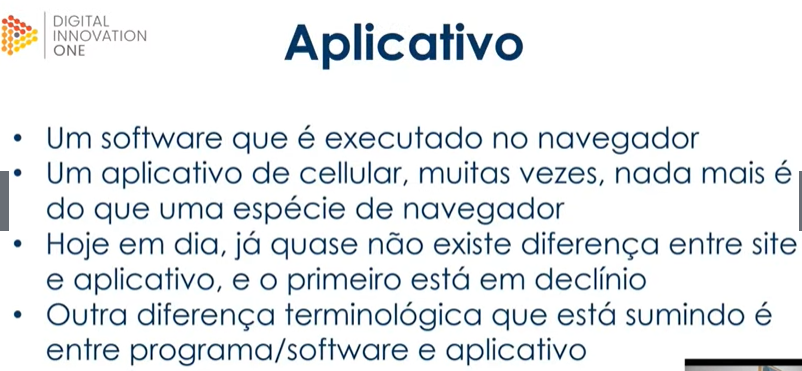 DIGITAL
INNOVATION
ONE
Aplicativo
• Um software que é executado no navegador
• Um aplicativo de cellular, muitas vezes, nada mais é
do que uma espécie de navegador
• Hoje em dia, já quase não existe diferença entre site
e aplicativo, e o primeiro está em declínio
• Outra diferença terminológica que está sumindo é
entre programa/software e aplicativo